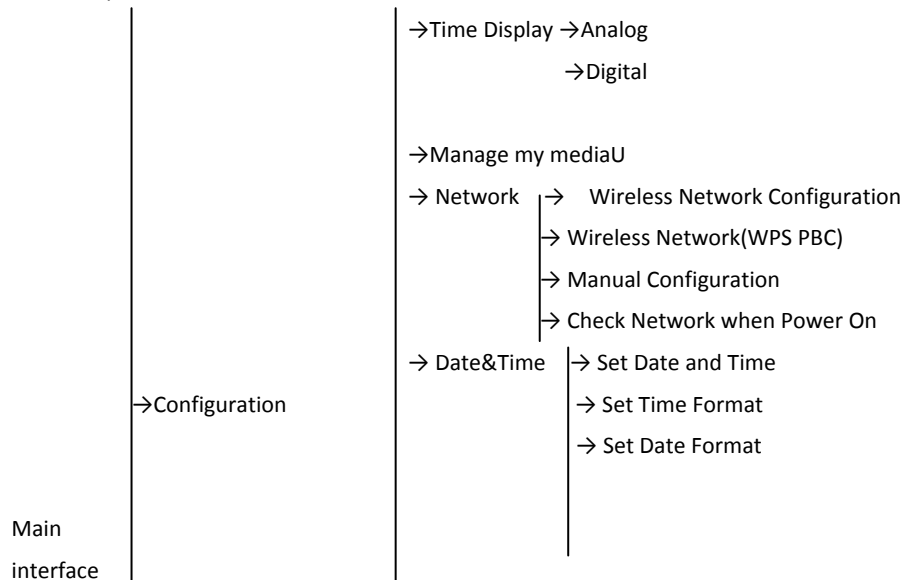 →Time Display →Analog
→Digital
→Manage my mediaU
→ Network → Wireless Network Configuration
→ Wireless Network(WPS PBC)
→ Manual Configuration
→ Check Network when Power On
→ Date&Time → Set Date and Time
→Configuration → Set Time Format
→ Set Date Format
Main
interface